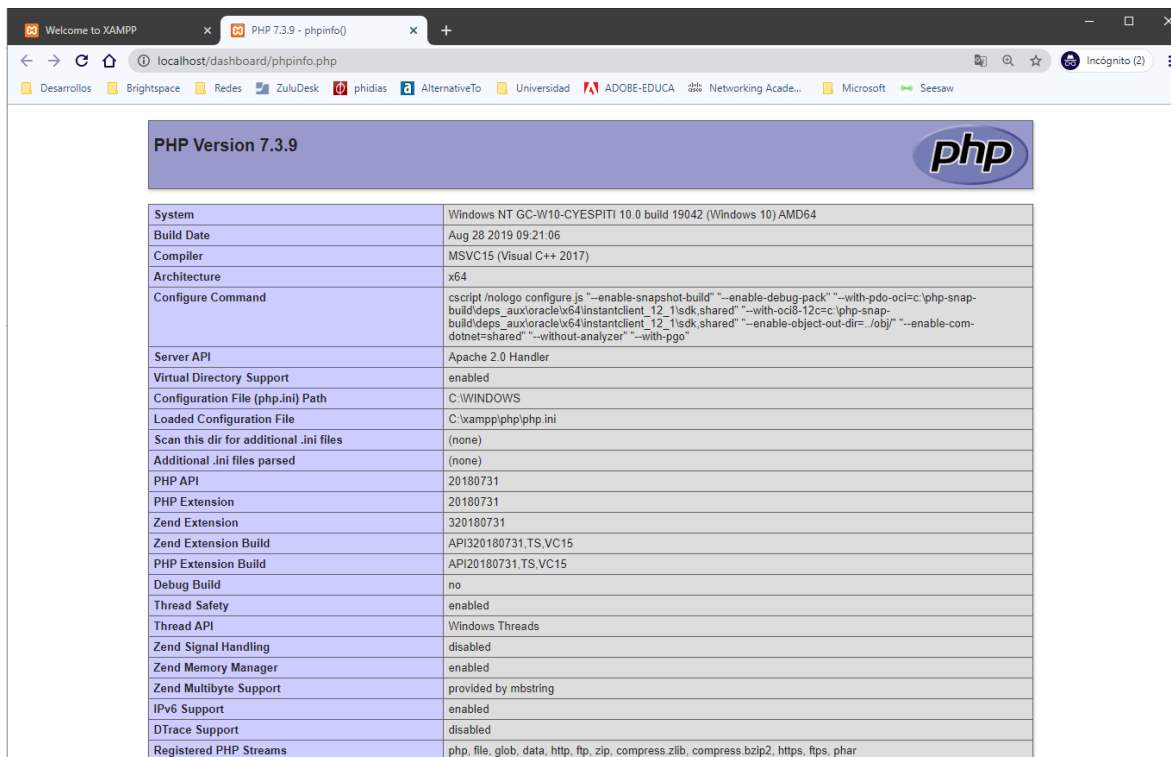 Welcome to XAMPP
PHP 7.3.9 - phpinfo()
localhost/dashboard/phpinfo.php
Incógnito (2)
Desarrollos
Brightspace
Redes
ZuluDesk
phidias
AlternativeTo
Universidad
ADOBE-EDUCA
Networking Acade...
Microsoft
Seesaw
PHP Version 7.3.9
php
System Windows NT GC-W10-CYESPITI 10.0 build 19042 (Windows 10) AMD64
Build Date Aug 28 2019 09:21:06
Compiler MSVC15 (Visual C++ 2017)
Architecture x64
Configure Command cscript /nologo configure.js "--enable-snapshot-build" "--enable-debug-pack" "--with-pdo-oci=c:\php-snap-
build\deps_aux\oracle\x64\instantclient_12_1\sdk,shared" "--with-oci8-12c=c:\php-snap-
build\deps_aux\oracle\x64\instantclient_12_1\sdk,shared" "--enable-object-out-dir=../obj/" "--enable-com-
dotnet=shared" "--without-analyzer" "--with-pgo"
Server API Apache 2.0 Handler
Virtual Directory Support enabled
Configuration File (php.ini) Path C:\WINDOWS
Loaded Configuration File C:\xampp\php\php.ini
Scan this dir for additional .ini files (none)
Additional .ini files parsed (none)
PHP API 20180731
PHP Extension 20180731
Zend Extension 320180731
Zend Extension Build API320180731,TS,VC15
PHP Extension Build API20180731,TS,VC15
Debug Build no
Thread Safety enabled
Thread API Windows Threads
Zend Signal Handling disabled
Zend Memory Manager enabled
Zend Multibyte Support provided by mbstring
IPv6 Support enabled
DTrace Support disabled
Registered PHP Streams php, file, glob, data, http, ftp, zip, compress.zlib, compress.bzip2, https, ftps, phar